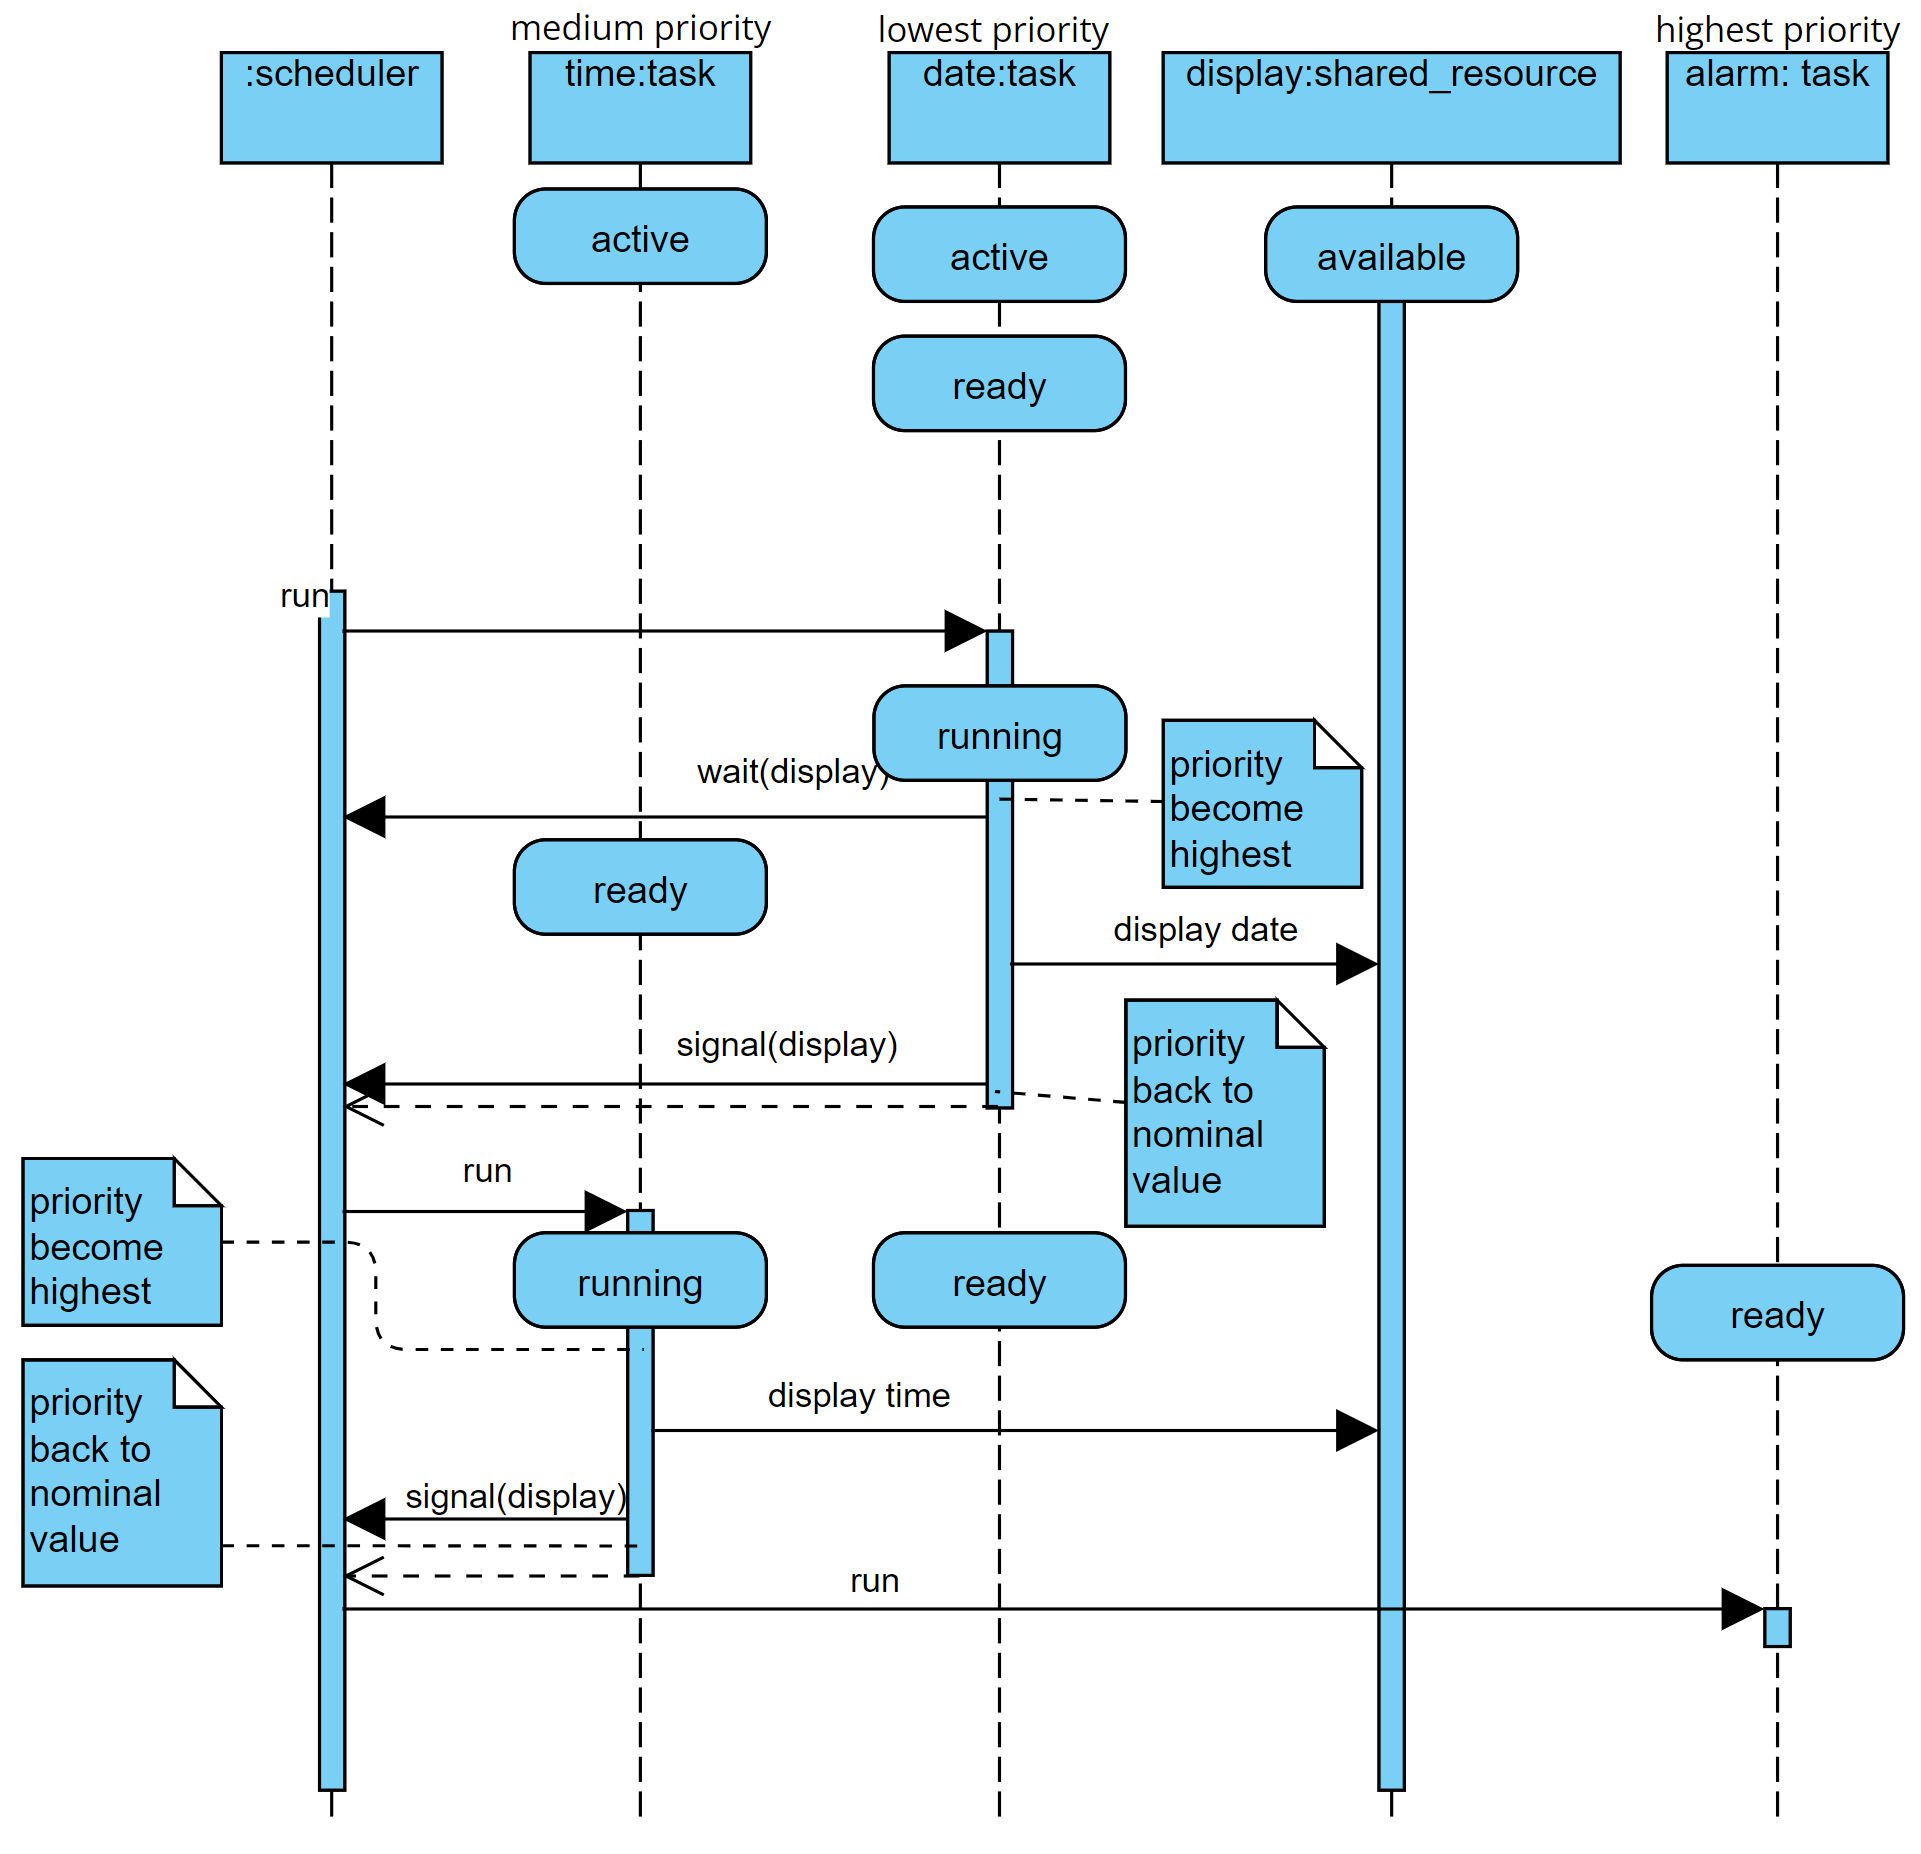 medium priority
lowest priority
highest priority
:scheduler
time:task
date:task
display:shared_resource
alarm: task
active
active
available
ready
run
running
wait(display)
priority
become
highest
ready
display date
signal(display)
priority
back to
nominal
value
run
priority
become
highest
running
ready
ready
display time
priority
back to
nominal
value
signal(display)
run